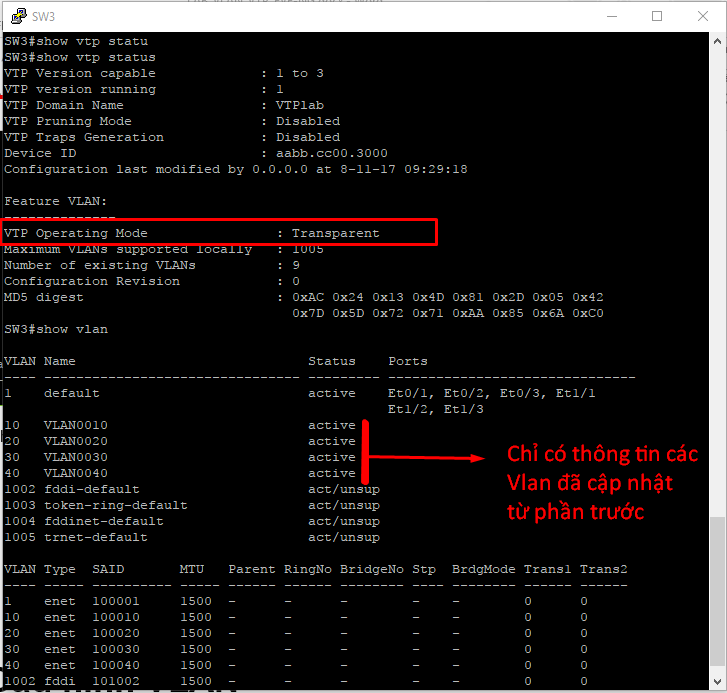 SW3
SW3#show vtp statu
SW3#show vtp status
VTP Version capable : 1 to 3
VTP version running : 1
VTP Domain Name : VTPlab
VTP Pruning Mode : Disabled
VTP Traps Generation : Disabled
Device ID : aabb.cc00.3000
Configuration last modified by 0.0.0.0 at 8-11-17 09:29:18
Feature VLAN:
--------------
VTP Operating Mode : Transparent
Maximum VLANs supported locally : 1005
Number of existing VLANs : 9
Configuration Revision : 0
MD5 digest : 0xAC 0x24 0x13 0x4D 0x81 0x2D 0x05 0x42
0x7D 0x5D 0x72 0x71 0xAA 0x85 0x6A 0xC0
SW3#show vlan
VLAN Name Status Ports
---- -------------------------------- --------- -------------------------------
1 default active Et0/1, Et0/2, Et0/3, Et1/1
Et1/2, Et1/3
10 VLAN0010 active
20 VLAN0020 active
30 VLAN0030 active
40 VLAN0040 active
1002 fddi-default act/unsup
1003 token-ring-default act/unsup
1004 fddinet-default act/unsup
1005 trnet-default act/unsup
Chỉ có thông tin các
Vlan đã cập nhật
từ phần trước
VLAN Type SAID MTU Parent RingNo BridgeNo Stp BrdgMode Trans1 Trans2
---- ----- ---------- ----- ------ ------ -------- ---- -------- ------ ------
1 enet 100001 1500 - - - - - 0 0
10 enet 100010 1500 - - - - - 0 0
20 enet 100020 1500 - - - - - 0 0
30 enet 100030 1500 - - - - - 0 0
40 enet 100040 1500 - - - - - 0 0
1002 fddi 101002 1500 - - - - - 0 0